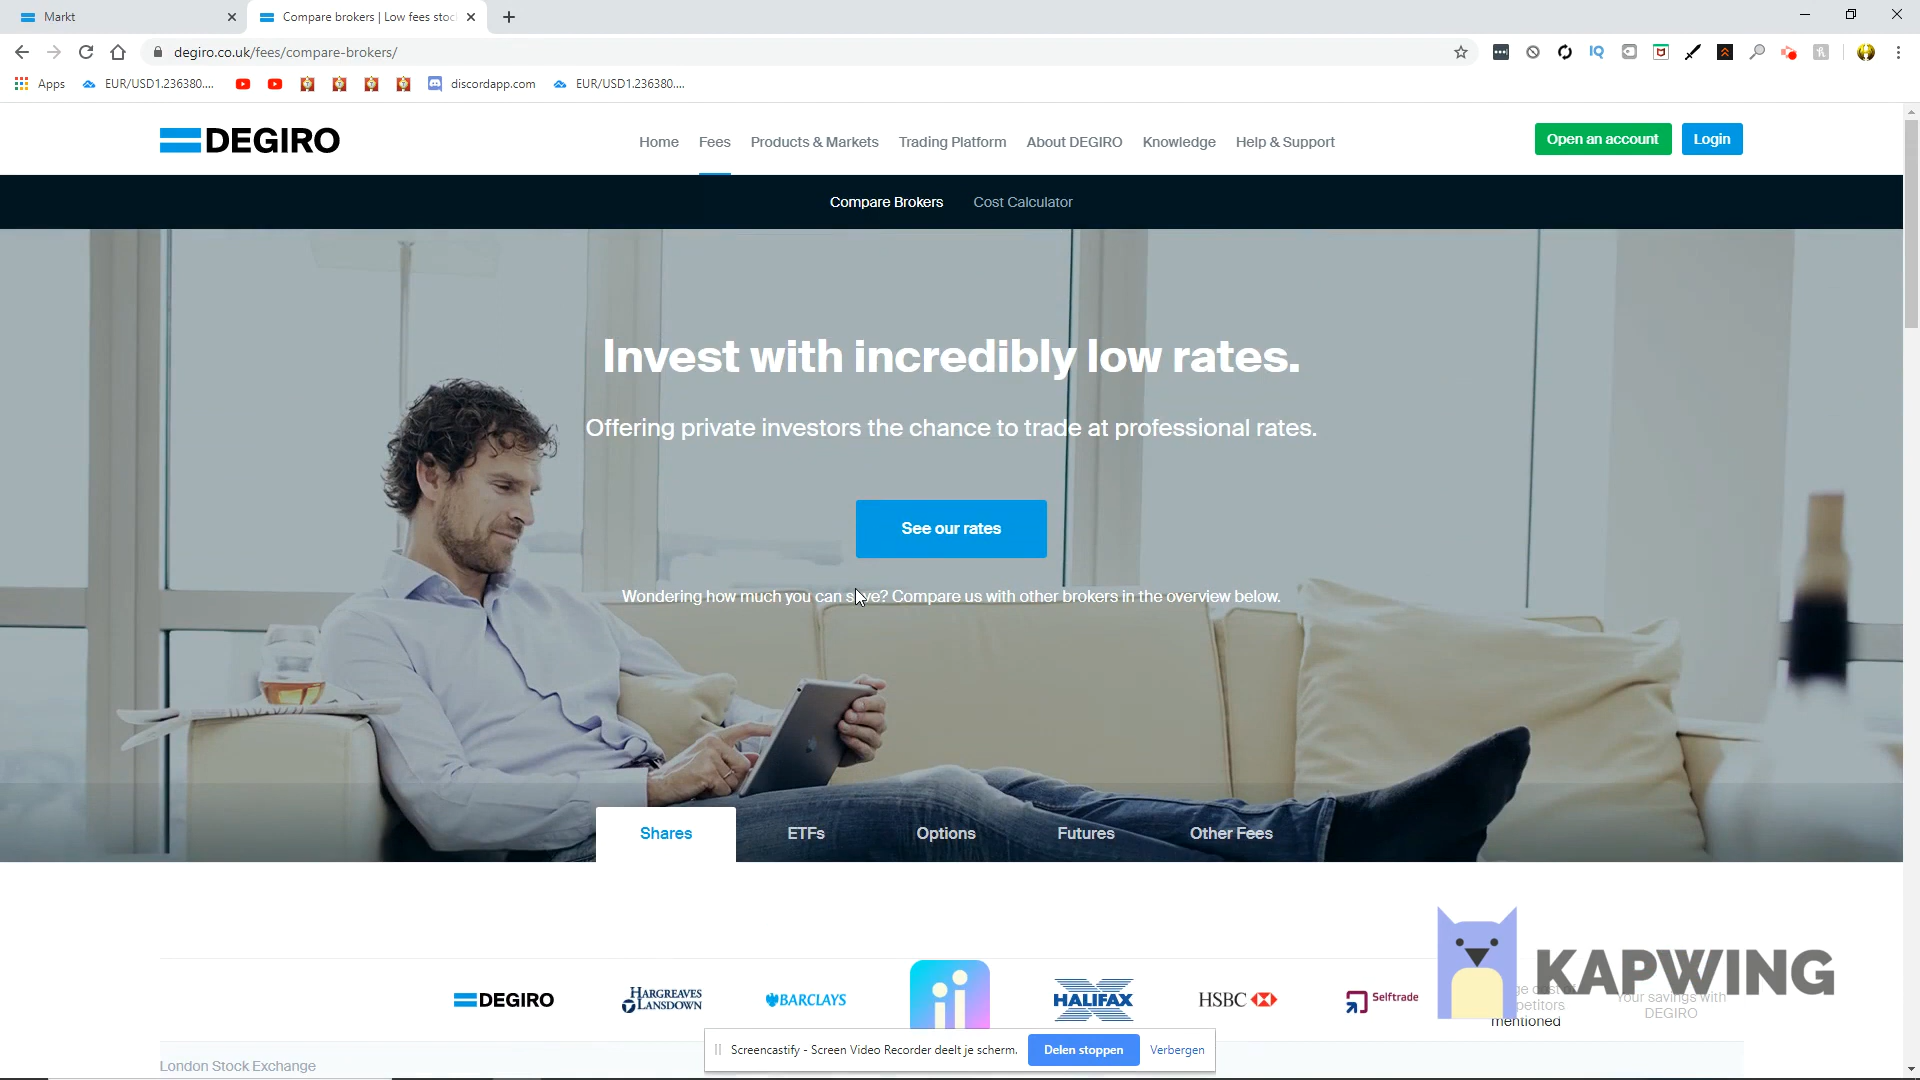 Markt
Compare brokers | Low fees stoc
degiro.co.uk/fees/compare-brokers/
IQ
Apps
EUR/USD1.236380....
discordapp.com
EUR/USD1.236380....
DEGIRO
Home
Fees
Products & Markets
Trading Platform
About DEGIRO
Knowledge
Help & Support
Open an account
Login
Compare Brokers
Cost Calculator
Invest with incredibly low rates.
Offering private investors the chance to trade at professional rates.
See our rates
Wondering how much you can save? Compare us with other brokers in the overview below.
Shares
ETFs
Options
Futures
Other Fees
DEGIRO
HARGREAVES
LANSDOWN
BARCLAYS
ii
HALIFAX
HSBC
Selftrade
mentioned
Your savings with
DEGIRO
KAPWING
London Stock Exchange
Screencastify - Screen Video Recorder deelt je scherm.
Delen stoppen
Verbergen